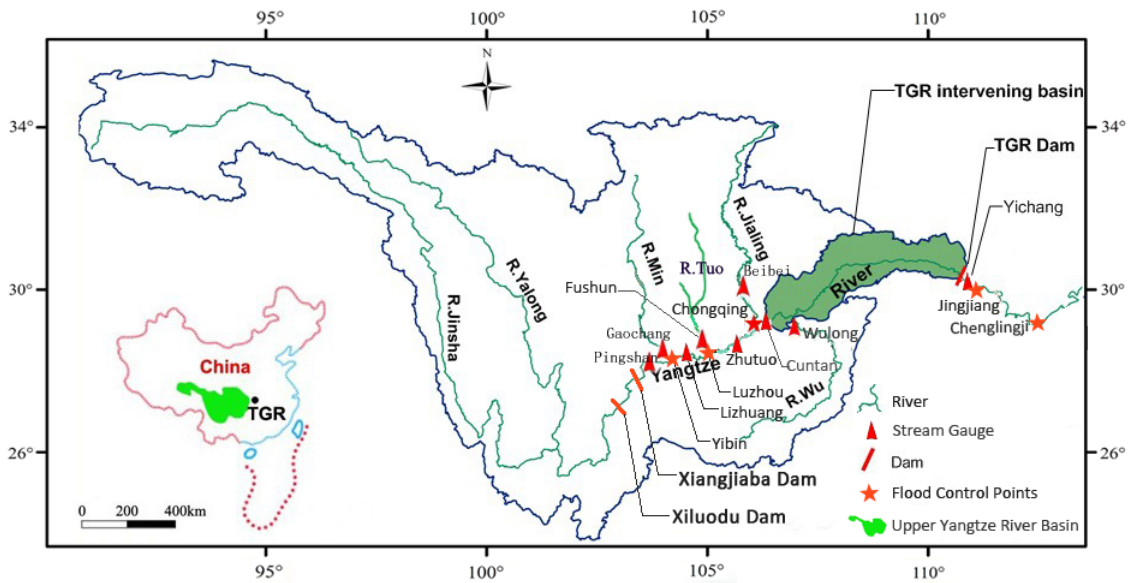 95°
100°
105°
110°
N
34°
34°
TGR intervening basin
TGR Dam
Yichang
R.Jialing
R.Min
R.Tuo
Beibei
R.Yalong
R.Jinsha
River
Fushun
Chongqing
30°
30°
Jingjiang
Chenglingji
Gaochang
Wulong
Pingshan
Yangtze
Zhutuo
Cuntan
China
TGR
Luzhou
R.Wu
Lizhuang
Yibin
River
Stream Gauge
26°
26°
Dam
Xiangjiaba Dam
Flood Control Points
Xiluodu Dam
Upper Yangtze River Basin
0
200
400km
95°
100°
105°
110°